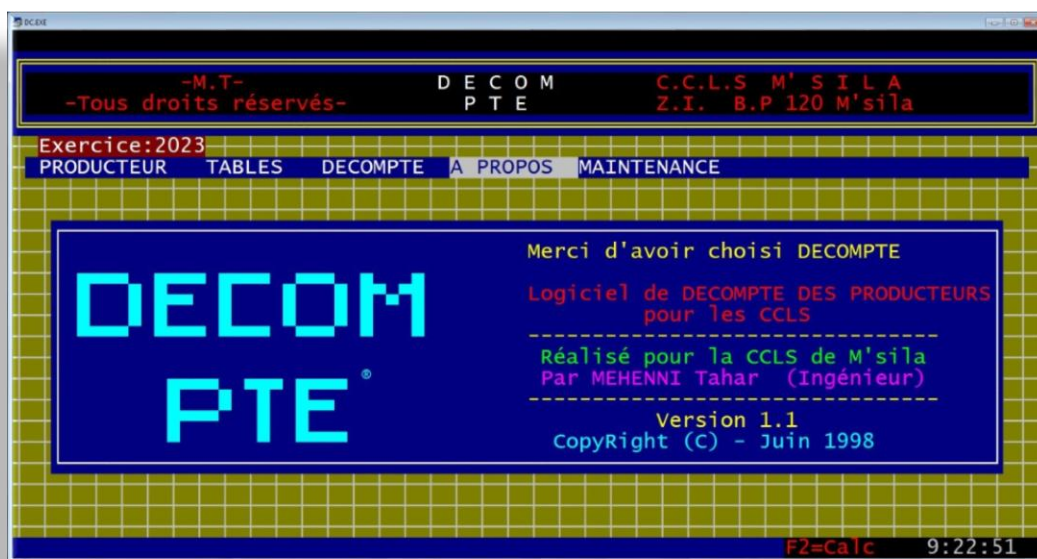 DC.EXE
-M.T-
-Tous droits réservés-
D E C O M
P T E
C.C.L.S M' S I L A
Z.I. B.P 120 M'sila
Exercice:2023
PRODUCTEUR TABLES DECOMPTE A PROPOS MAINTENANCE
DECOM
PTE®
Merci d'avoir choisi DECOMPTE
Logiciel de DECOMPTE DES PRODUCTEURS
pour les CCLS
--------------------------------
Réalisé pour la CCLS de M'sila
Par MEHENNI Tahar (Ingénieur)
--------------------------------
Version 1.1
CopyRight (C) - Juin 1998
F2=Calc 9:22:51